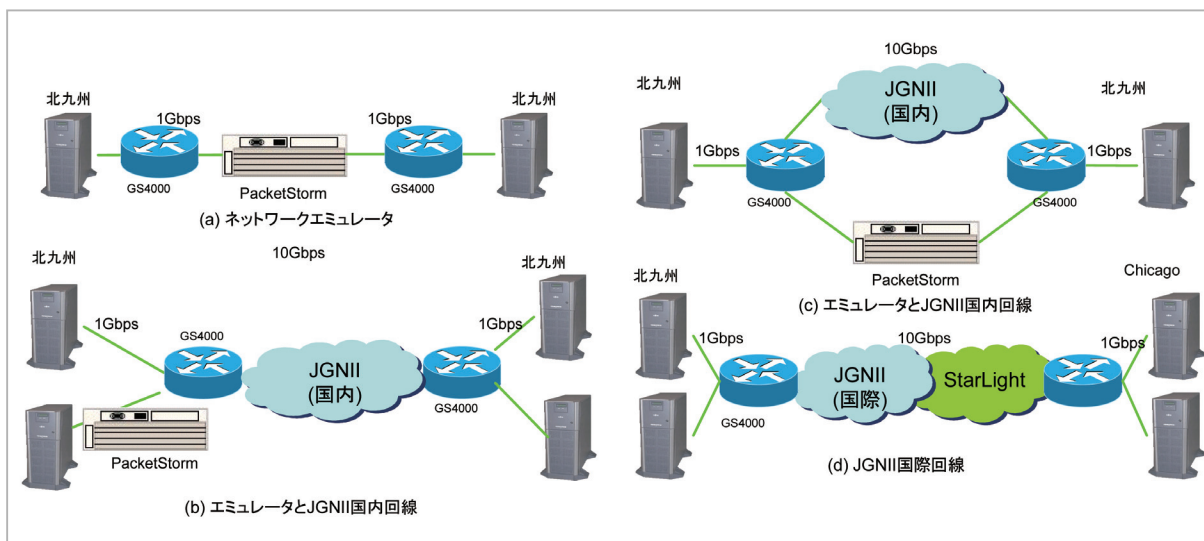 北九州
1Gbps
GS4000
PacketStorm
1Gbps
GS4000
北九州
(a) ネットワークエミュレータ
10Gbps
北九州
1Gbps
GS4000
PacketStorm
JGNII
(国内)
1Gbps
GS4000
北九州
(b) エミュレータとJGNII国内回線
10Gbps
北九州
1Gbps
GS4000
JGNII
(国内)
北九州
1Gbps
GS4000
PacketStorm
(c) エミュレータとJGNII国内回線
北九州
1Gbps
GS4000
10Gbps
JGNII
(国際)
StarLight
Chicago
1Gbps
(d) JGNII国際回線